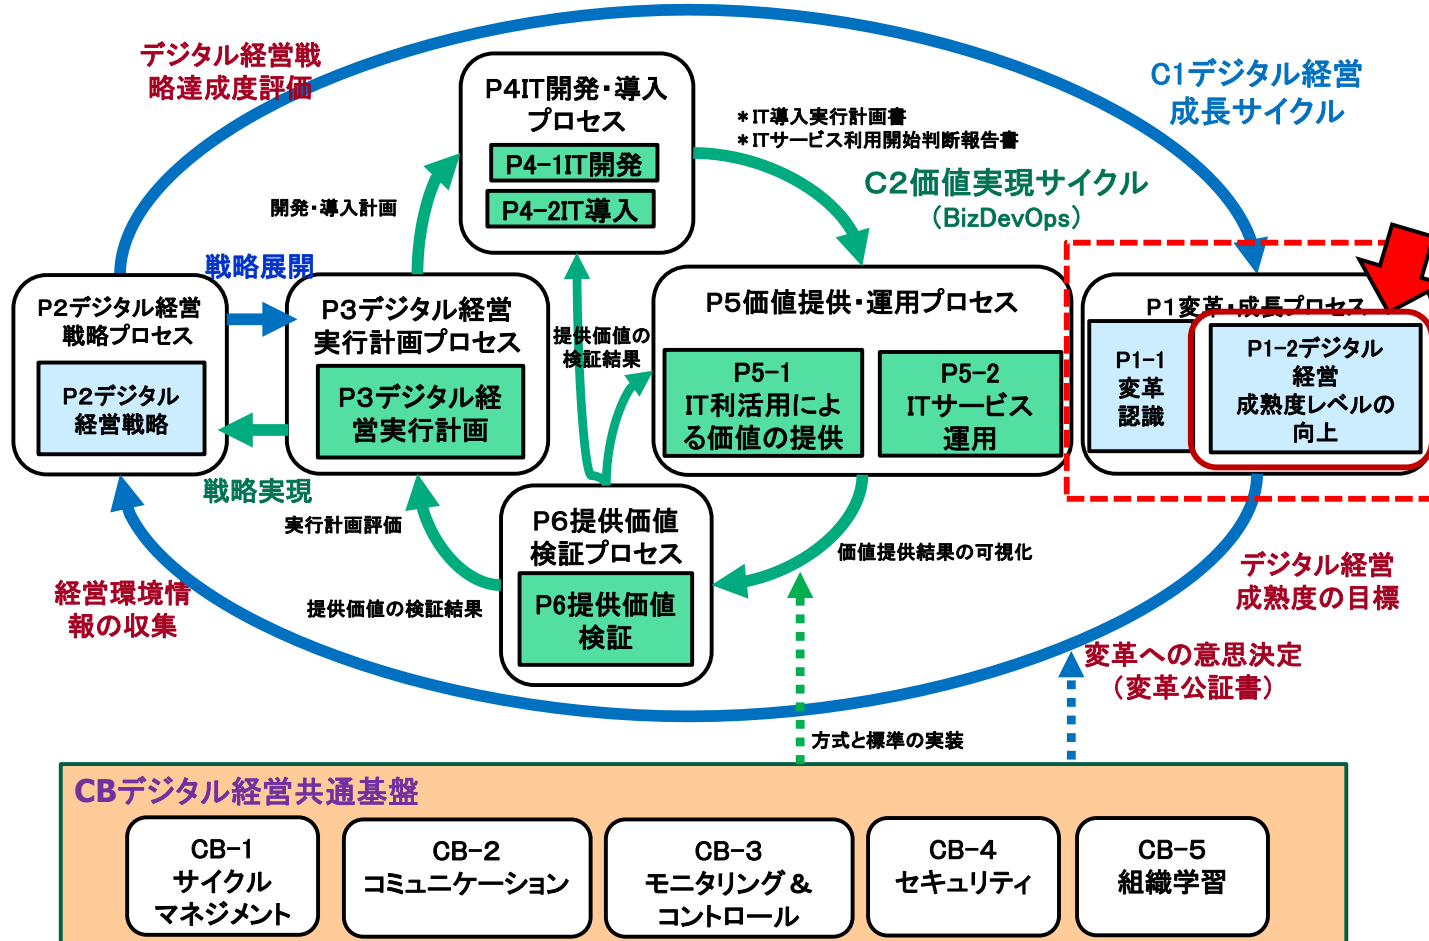 デジタル経営戦
略達成度評価
C1デジタル経営
成長サイクル
P4IT開発・導入
プロセス
P4-1IT開発
P4-2IT導入
*IT導入実行計画書
*ITサービス利用開始判断報告書
C2価値実現サイクル
(BizDevOps)
開発・導入計画
戦略展開
P2デジタル経営
戦略プロセス
P2デジタル
経営戦略
P3デジタル経営
実行計画プロセス
P3デジタル経
営実行計画
提供価値の
検証結果
P5価値提供・運用プロセス
P5-1
IT利活用によ
る価値の提供
P5-2
ITサービス
運用
P1変革・成長プロセス
P1-1
変革
認識
P1-2デジタル
経営
成熟度レベルの
向上
戦略実現
実行計画評価
P6提供価値
検証プロセス
P6提供価値
検証
価値提供結果の可視化
提供価値の検証結果
経営環境情
報の収集
デジタル経営
成熟度の目標
変革への意思決定
(変革公証書)
方式と標準の実装
CBデジタル経営共通基盤
CB-1
サイクル
マネジメント
CB-2
コミュニケーション
CB-3
モニタリング&
コントロール
CB-4
セキュリティ
CB-5
組織学習